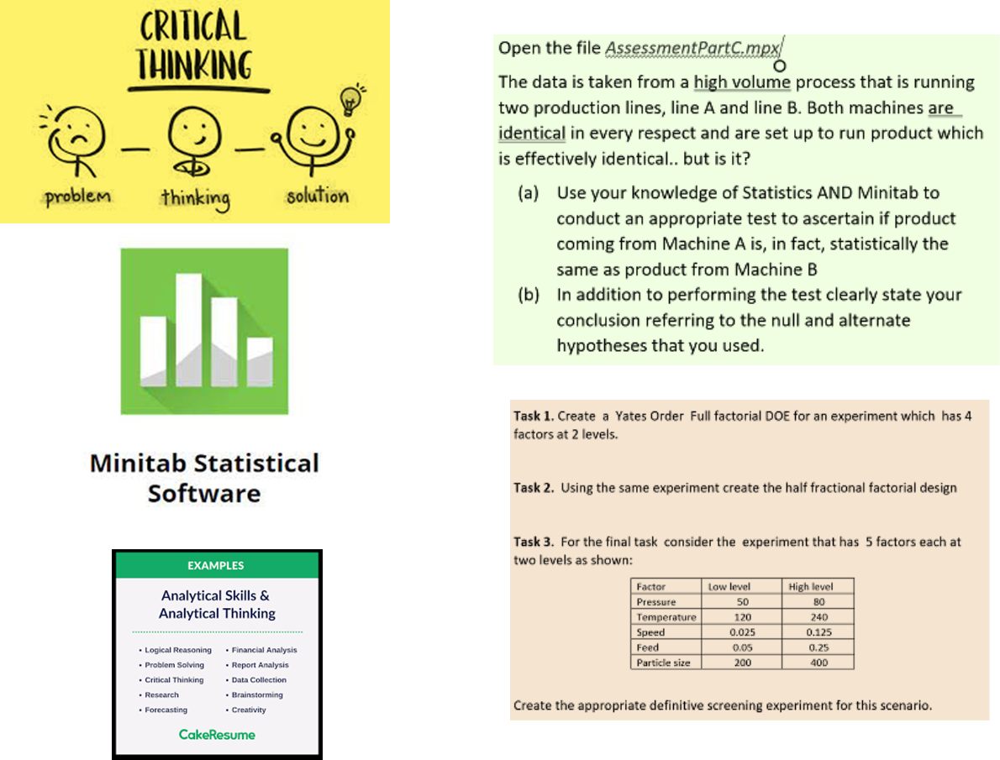 CRITICAL
THINKING
problem
thinking
solution
Minitab Statistical
Software
EXAMPLES
Analytical Skills &
Analytical Thinking
• Logical Reasoning
• Problem Solving
• Critical Thinking
• Research
• Forecasting
• Financial Analysis
• Report Analysis
• Data Collection
• Brainstorming
• Creativity
CakeResume
Open the file AssessmentPartC.mpx
The data is taken from a high volume process that is running
two production lines, line A and line B. Both machines are
identical in every respect and are set up to run product which
is effectively identical.. but is it?
(a) Use your knowledge of Statistics AND Minitab to
conduct an appropriate test to ascertain if product
coming from Machine A is, in fact, statistically the
same as product from Machine B
(b) In addition to performing the test clearly state your
conclusion referring to the null and alternate
hypotheses that you used.
Task 1. Create a Yates Order Full factorial DOE for an experiment which has 4
factors at 2 levels.
Task 2. Using the same experiment create the half fractional factorial design
Task 3. For the final task consider the experiment that has 5 factors each at
two levels as shown:
Factor Low level High level
Pressure 50 80
Temperature 120 240
Speed 0.025 0.125
Feed 0.05 0.25
Particle size 200 400
Create the appropriate definitive screening experiment for this scenario.